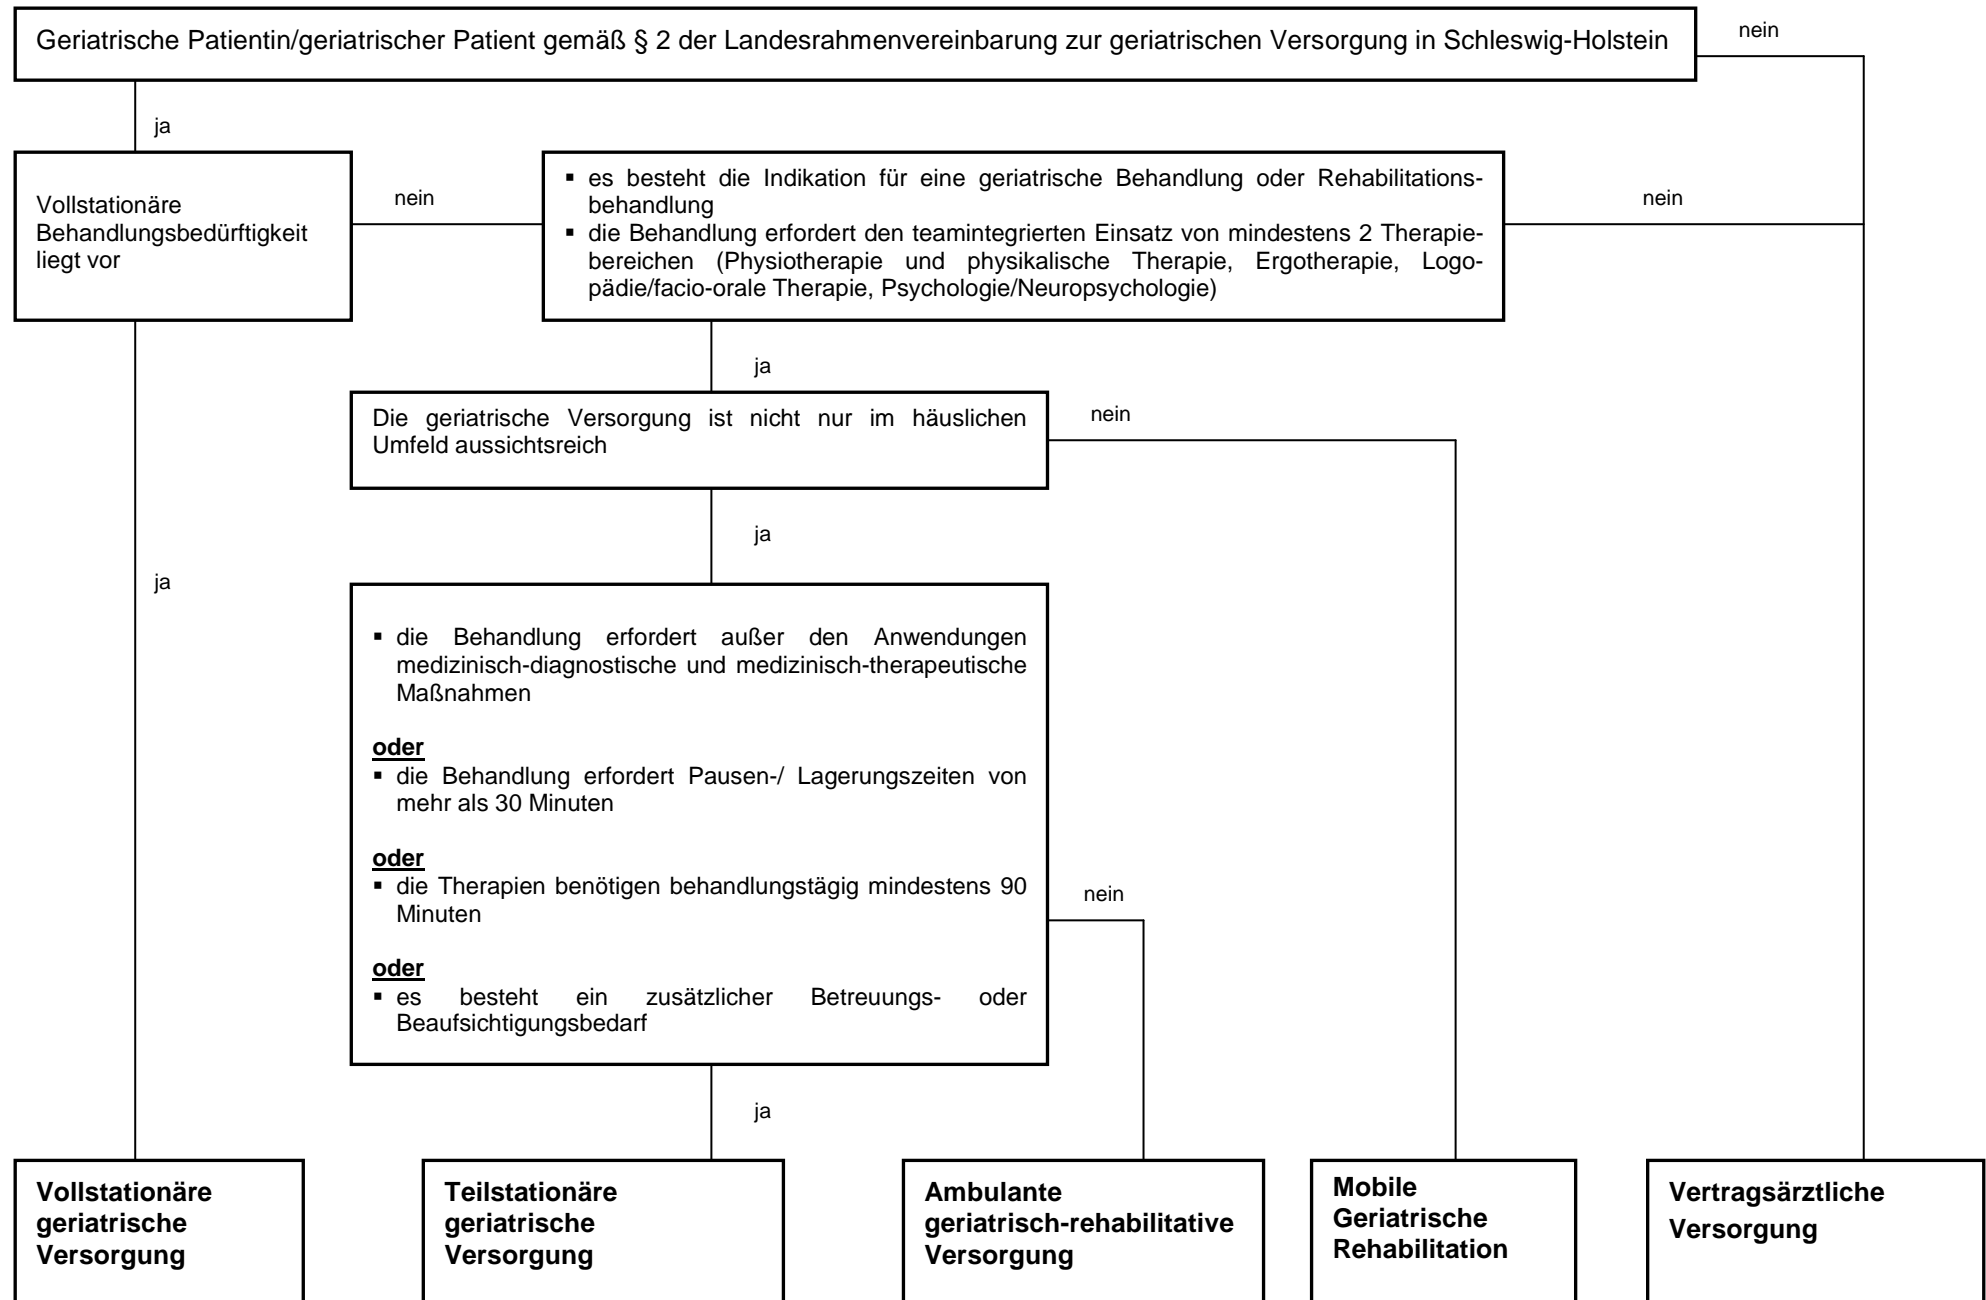 Geriatrische Patientin/geriatrischer Patient gemäß § 2 der Landesrahmenvereinbarung zur geriatrischen Versorgung in Schleswig-Holstein
nein
ja
Vollstationäre
Behandlungsbedürftigkeit
liegt vor
nein
▪ es besteht die Indikation für eine geriatrische Behandlung oder Rehabilitations-
behandlung
▪ die Behandlung erfordert den teamintegrierten Einsatz von mindestens 2 Therapie-
bereichen (Physiotherapie und physikalische Therapie, Ergotherapie, Logo-
pädie/facio-orale Therapie, Psychologie/Neuropsychologie)
nein
ja
Die geriatrische Versorgung ist nicht nur im häuslichen
Umfeld aussichtsreich
nein
ja
ja
▪ die Behandlung erfordert außer den Anwendungen
medizinisch-diagnostische und medizinisch-therapeutische
Maßnahmen
oder
▪ die Behandlung erfordert Pausen-/ Lagerungszeiten von
mehr als 30 Minuten
oder
▪ die Therapien benötigen behandlungstägig mindestens 90
Minuten
oder
▪ es besteht ein zusätzlicher Betreuungs- oder
Beaufsichtigungsbedarf
nein
ja
Vollstationäre
geriatrische
Versorgung
Teilstationäre
geriatrische
Versorgung
Ambulante
geriatrisch-rehabilitative
Versorgung
Mobile
Geriatrische
Rehabilitation
Vertragsärztliche
Versorgung